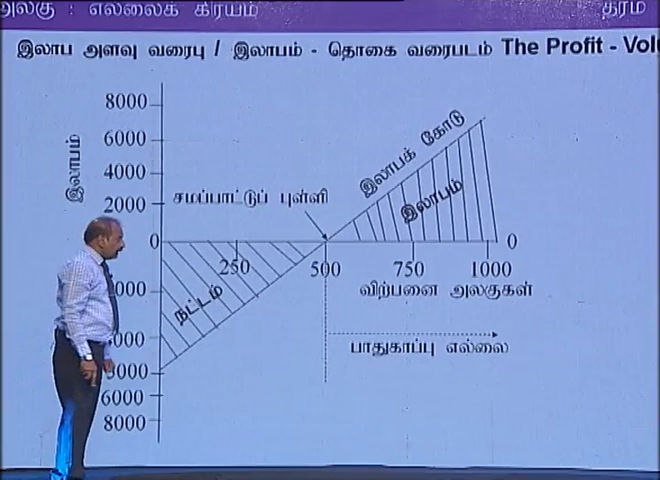 அலகு : எல்லைக் கிரயம்
தரம்
இலாப அளவு வரைபு / இலாபம் - தொகை வரைபடம் The Profit - Volu
8000
6000
4000
2000
0
இலாபம்
சமப்பாட்டுப் புள்ளி
இலாபக் கோடு
இலாபம்
0
250
500
750
1000
நட்டம்
விற்பனை அலகுகள்
பாதுகாப்பு எல்லை
6000
8000